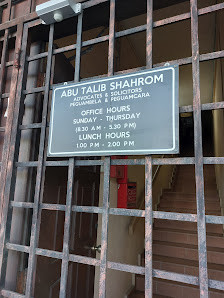 ABU TALIB SHAHROM
ADVOCATES & SOLICITORS
PEGUAMBELA & PEGUAMCARA
OFFICE HOURS
SUNDAY - THURSDAY
(8.30 AM - 5.30 PM)
LUNCH HOURS
1.00 PM - 2.00 PM